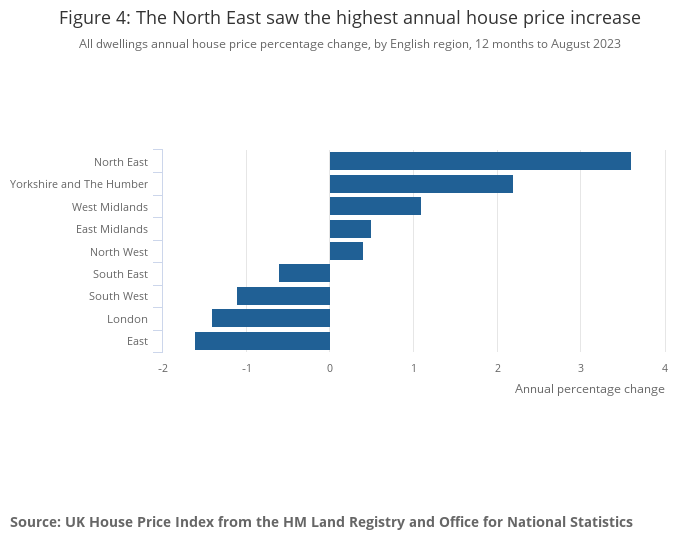 Figure 4: The North East saw the highest annual house price increase
All dwellings annual house price percentage change, by English region, 12 months to August 2023
North East
Yorkshire and The Humber
West Midlands
East Midlands
North West
South East
South West
London
East
-2 -1 0 1 2 3 4
Annual percentage change
Source: UK House Price Index from the HM Land Registry and Office for National Statistics